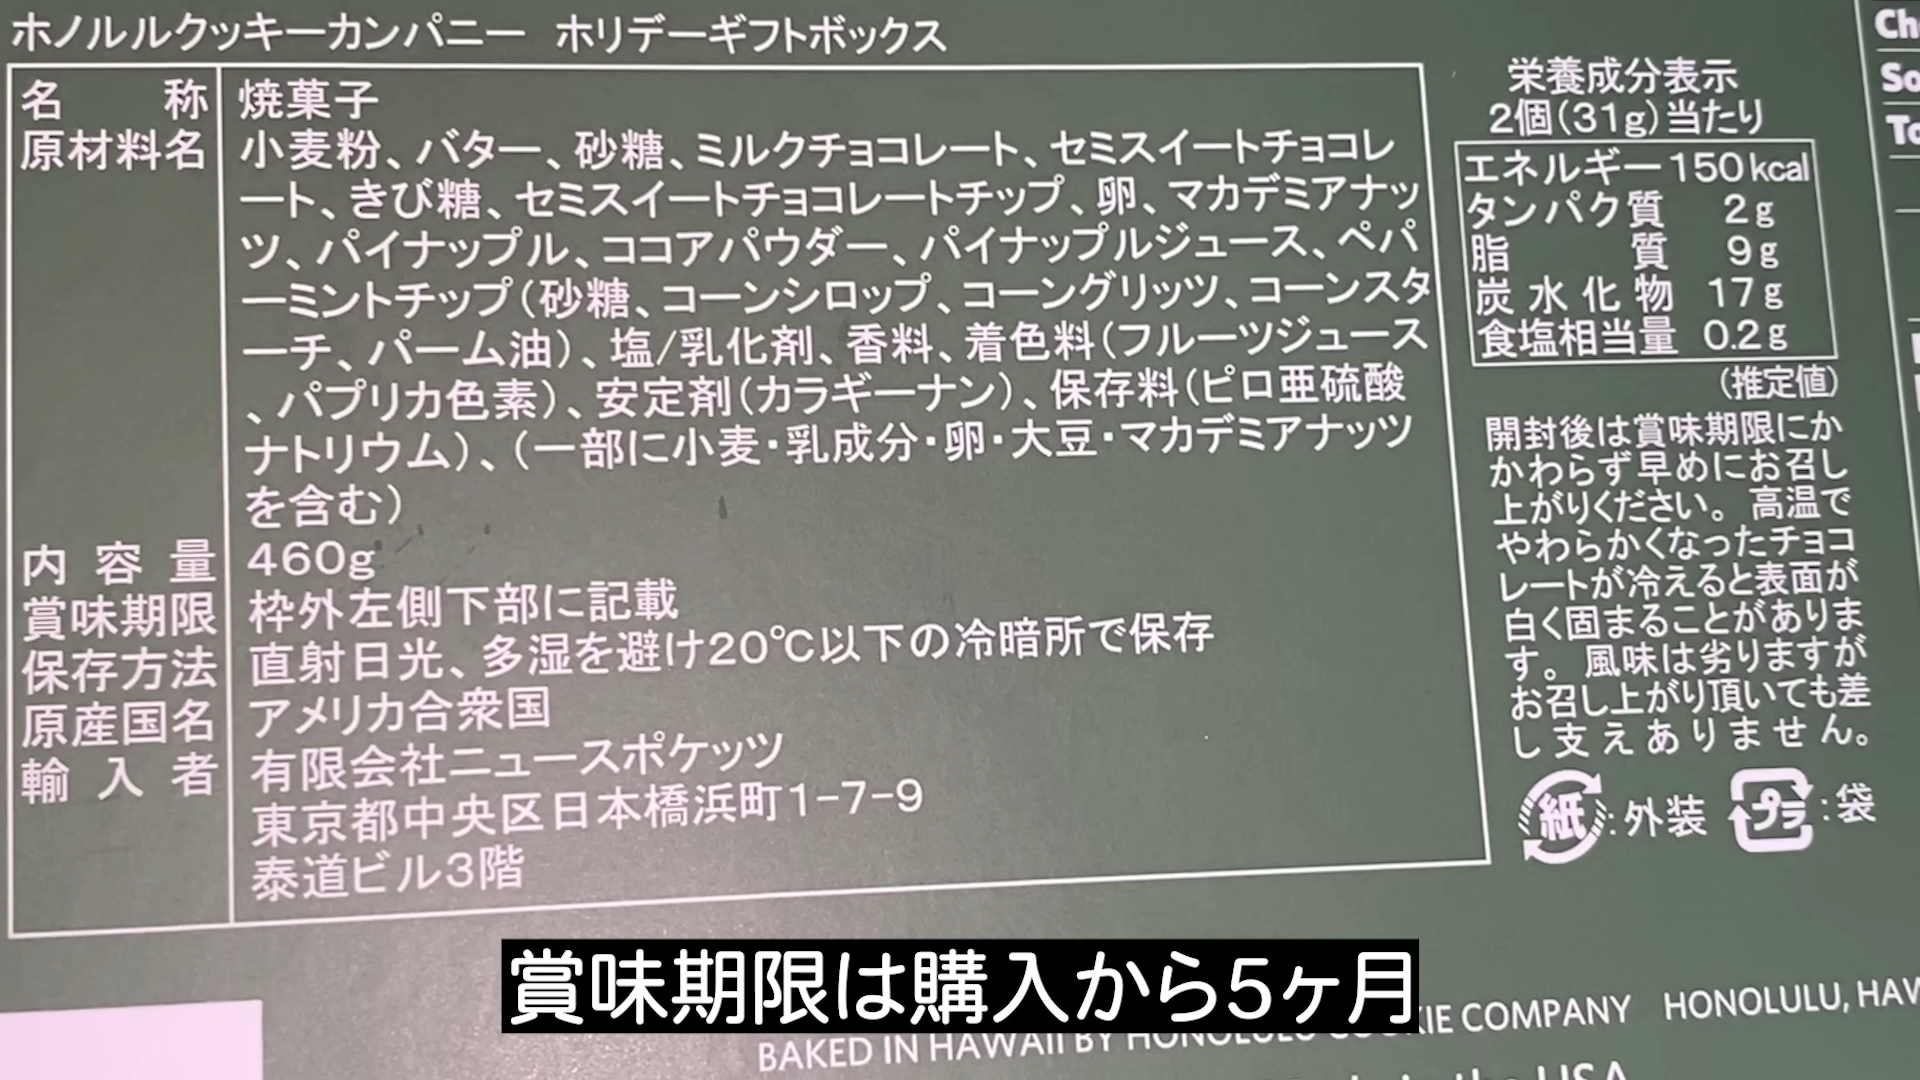 ホノルルクッキーカンパニー ホリデーギフトボックス
名 称 焼菓子
原材料名 小麦粉、バター、砂糖、ミルクチョコレート、セミスイートチョコレ
ート、きび糖、セミスイートチョコレートチップ、卵、マカデミアナッ
ツ、パイナップル、ココアパウダー、パイナップルジュース、ペパ
ーミントチップ(砂糖、コーンシロップ、コーングリッツ、コーンスタ
ーチ、パーム油)、塩/乳化剤、香料、着色料(フルーツジュース
、パプリカ色素)、安定剤(カラギーナン)、保存料(ピロ亜硫酸
ナトリウム)、(一部に小麦・乳成分・卵・大豆・マカデミアナッツ
を含む)
内容量 460g
賞味期限 枠外左側下部に記載
保存方法 直射日光、多湿を避け20℃以下の冷暗所で保存
原産国名 アメリカ合衆国
輸入者 有限会社ニュースポケッツ
東京都中央区日本橋浜町1-7-9
泰道ビル3階
栄養成分表示
2個(31g)当たり
エネルギー 150kcal
タンパク質 2g
脂質 9g
炭水化物 17g
食塩相当量 0.2g
(推定値)
開封後は賞味期限にか
かわらず早めにお召し
上がりください。高温で
やわらかくなったチョコ
レートが冷えると表面が
白く固まることがありま
す。風味は劣りますが
お召し上がり頂いても差
し支えありません。
紙:外装 プラ:袋
賞味期限は購入から5ヶ月
BAKED IN HAWAII BY HONOLULU COOKIE COMPANY HONOLULU,